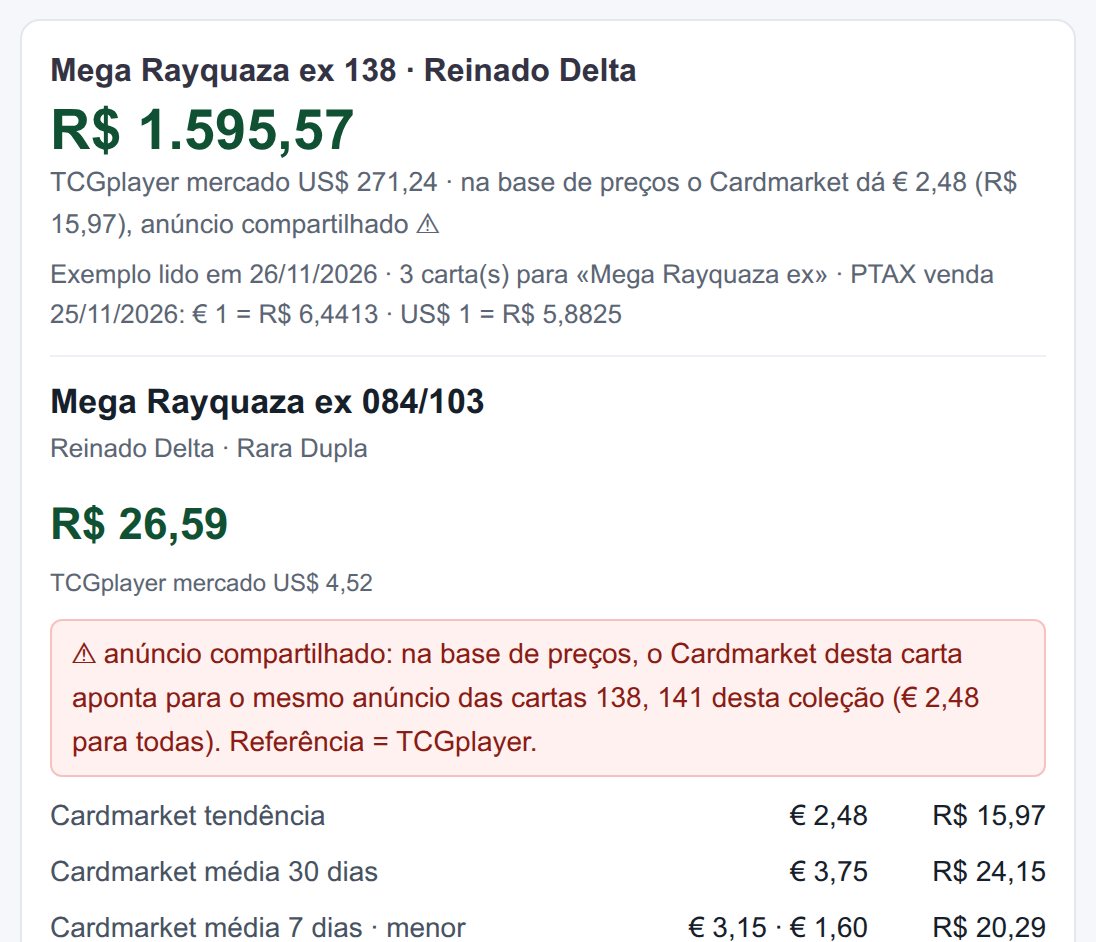 Mega Rayquaza ex 138 · Reinado Delta
R$ 1.595,57
TCGplayer mercado US$ 271,24 · na base de preços o Cardmarket dá € 2,48 (R$
15,97), anúncio compartilhado ⚠
Exemplo lido em 26/11/2026 · 3 carta(s) para «Mega Rayquaza ex» · PTAX venda
25/11/2026: € 1 = R$ 6,4413 · US$ 1 = R$ 5,8825
Mega Rayquaza ex 084/103
Reinado Delta · Rara Dupla
R$ 26,59
TCGplayer mercado US$ 4,52
⚠ anúncio compartilhado: na base de preços, o Cardmarket desta carta
aponta para o mesmo anúncio das cartas 138, 141 desta coleção (€ 2,48
para todas). Referência = TCGplayer.
Cardmarket tendência € 2,48 R$ 15,97
Cardmarket média 30 dias € 3,75 R$ 24,15
Cardmarket média 7 dias · menor € 3,15 · € 1,60 R$ 20,29